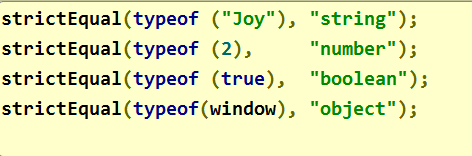 strictEqual(typeof ("Joy"), "string");
strictEqual(typeof (2),     "number");
strictEqual(typeof (true),  "boolean");
strictEqual(typeof(window), "object");